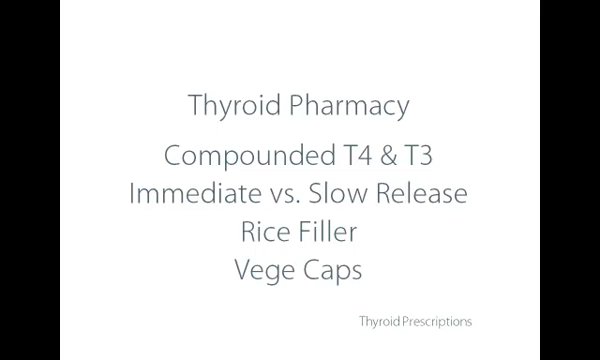 Thyroid Pharmacy
Compounded T4 & T3
Immediate vs. Slow Release
Rice Filler
Vege Caps
Thyroid Prescriptions